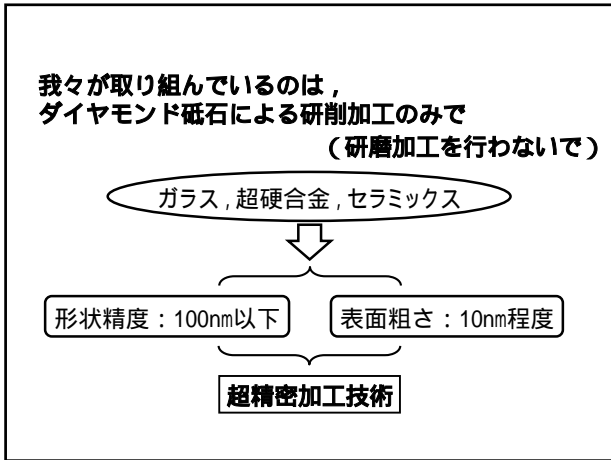 我々が取り組んでいるのは，
ダイヤモンド砥石による研削加工のみで
（研磨加工を行わないで）
ガラス，超硬合金，セラミックス
形状精度：100nm以下
表面粗さ：10nm程度
超精密加工技術